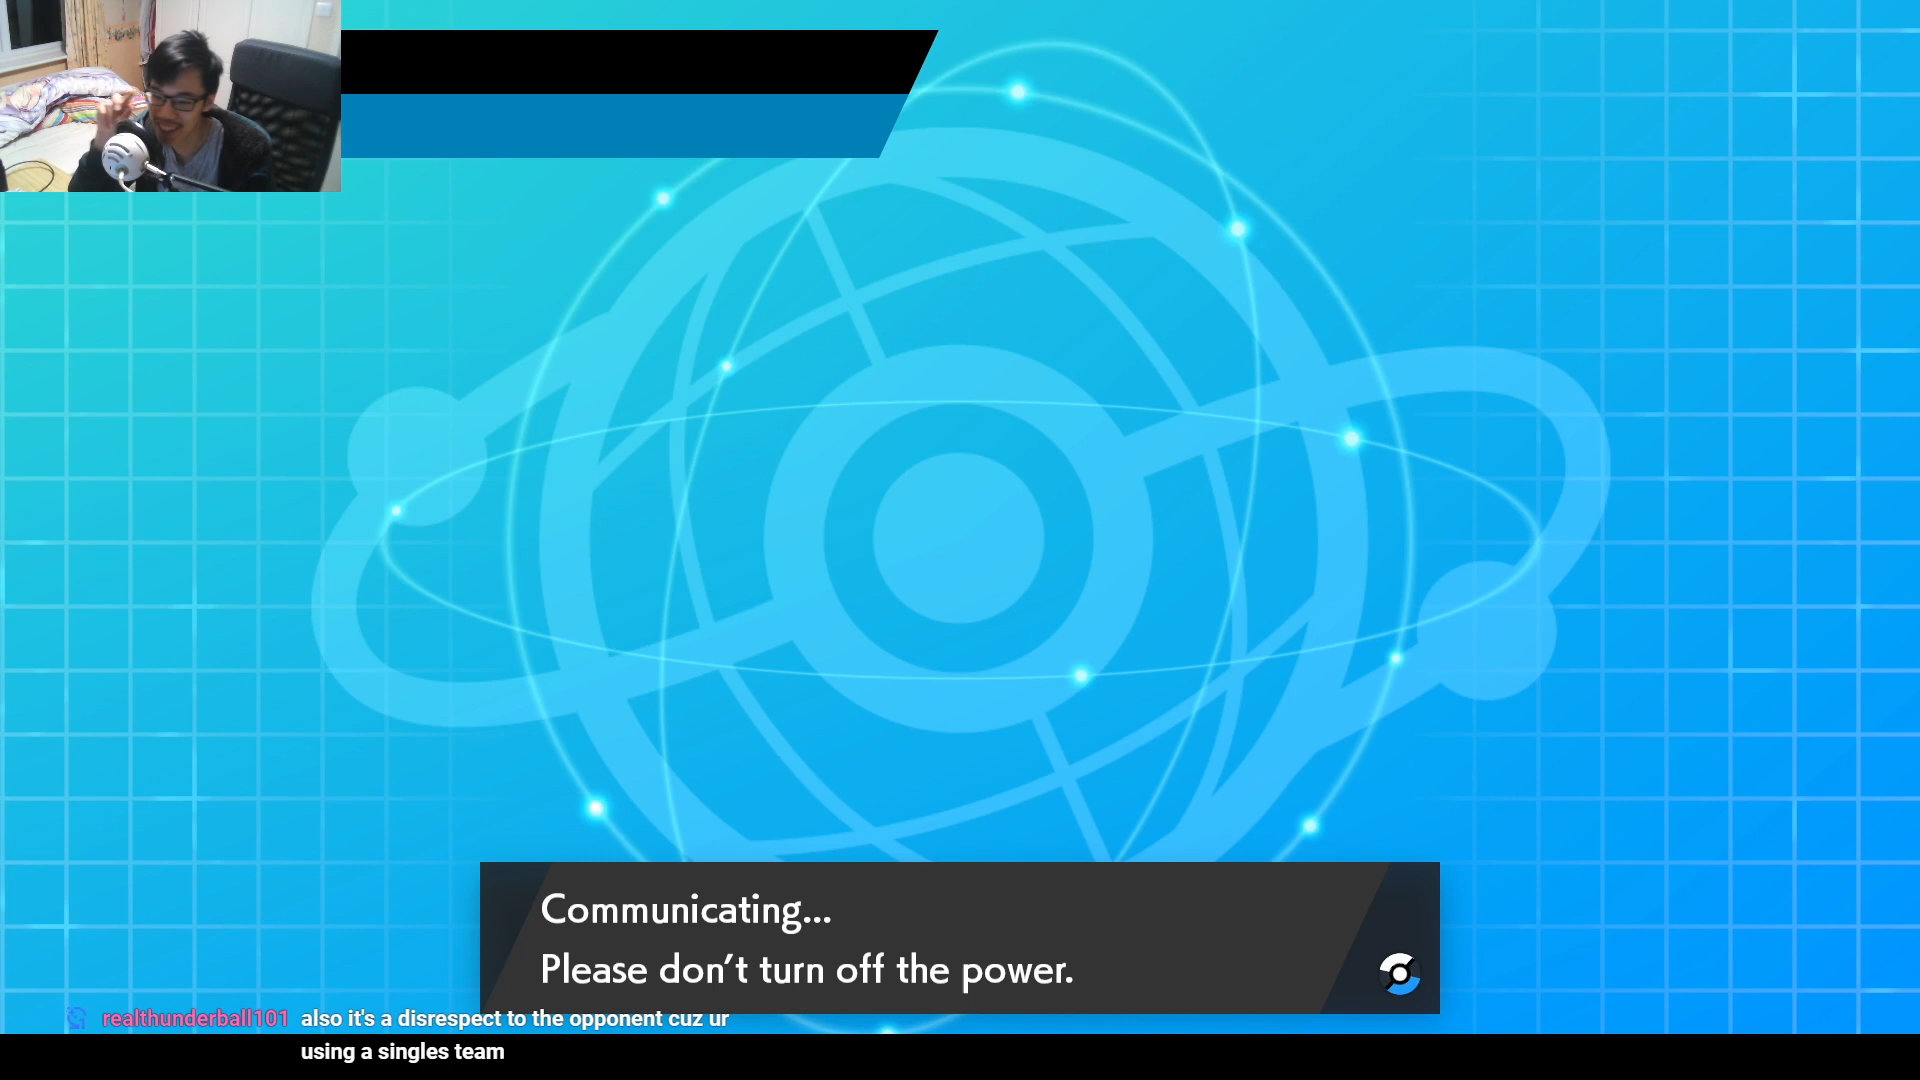 Communicating...
Please don't turn off the power.
realthunderball101 also it's a disrespect to the opponent cuz ur
using a singles team